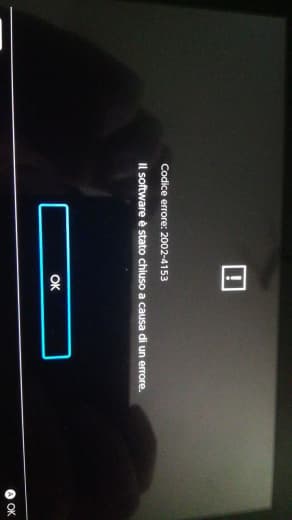 !
Codice errore: 2002-4153
Il software è stato chiuso a causa di un errore.
OK
A OK